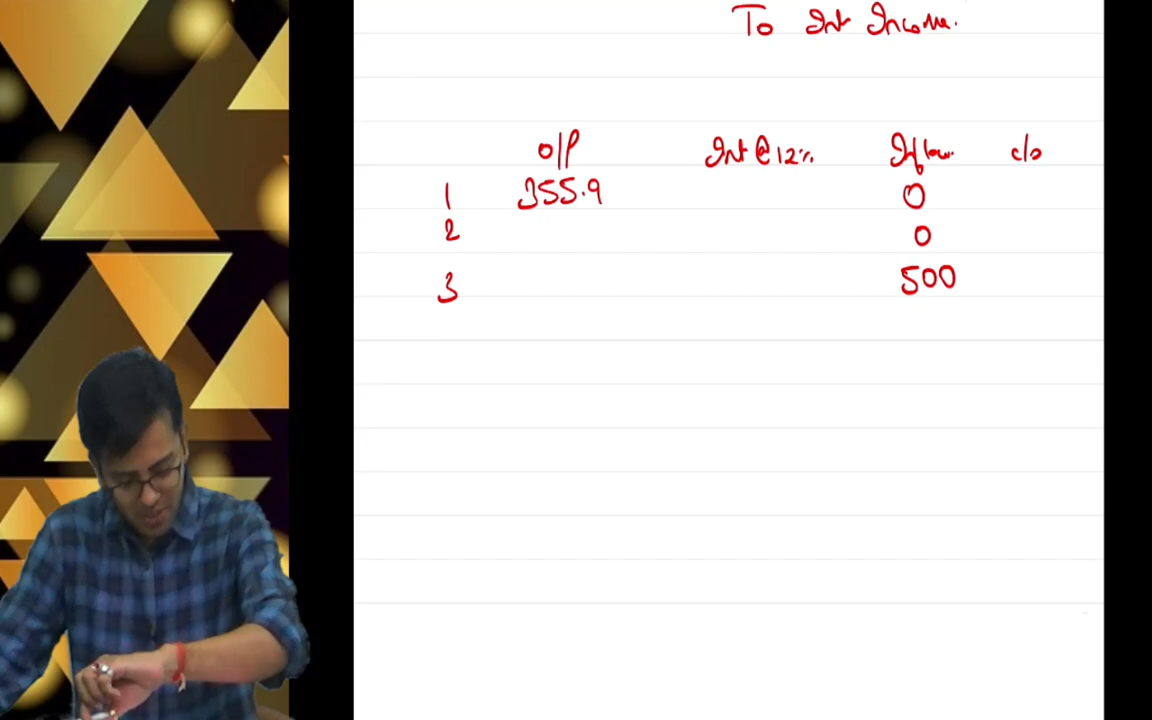 To Int Income.
O/P Int @ 12% Inflow. c/s
1 355.9 0
2 0
3 500